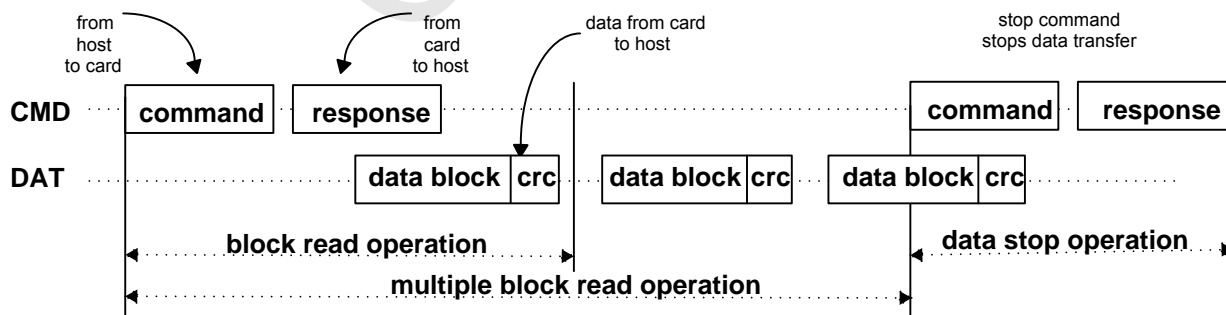 from
host
to card
from
card
to host
data from card
to host
stop command
stops data transfer
CMD command response command response
DAT data block crc data block crc data block crc
block read operation
data stop operation
multiple block read operation